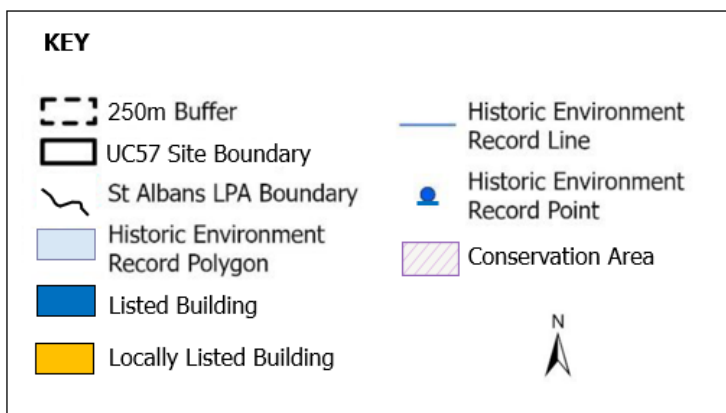 KEY
250m Buffer
UC57 Site Boundary
St Albans LPA Boundary
Historic Environment
Record Polygon
Listed Building
Locally Listed Building
Historic Environment
Record Line
Historic Environment
Record Point
Conservation Area
N